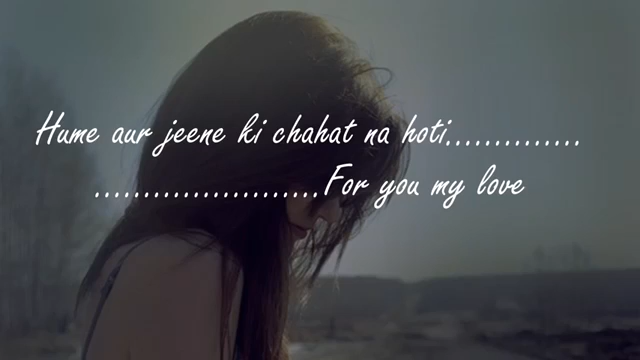 Hume aur jeene ki chahat na hoti..............
.......................For you my love